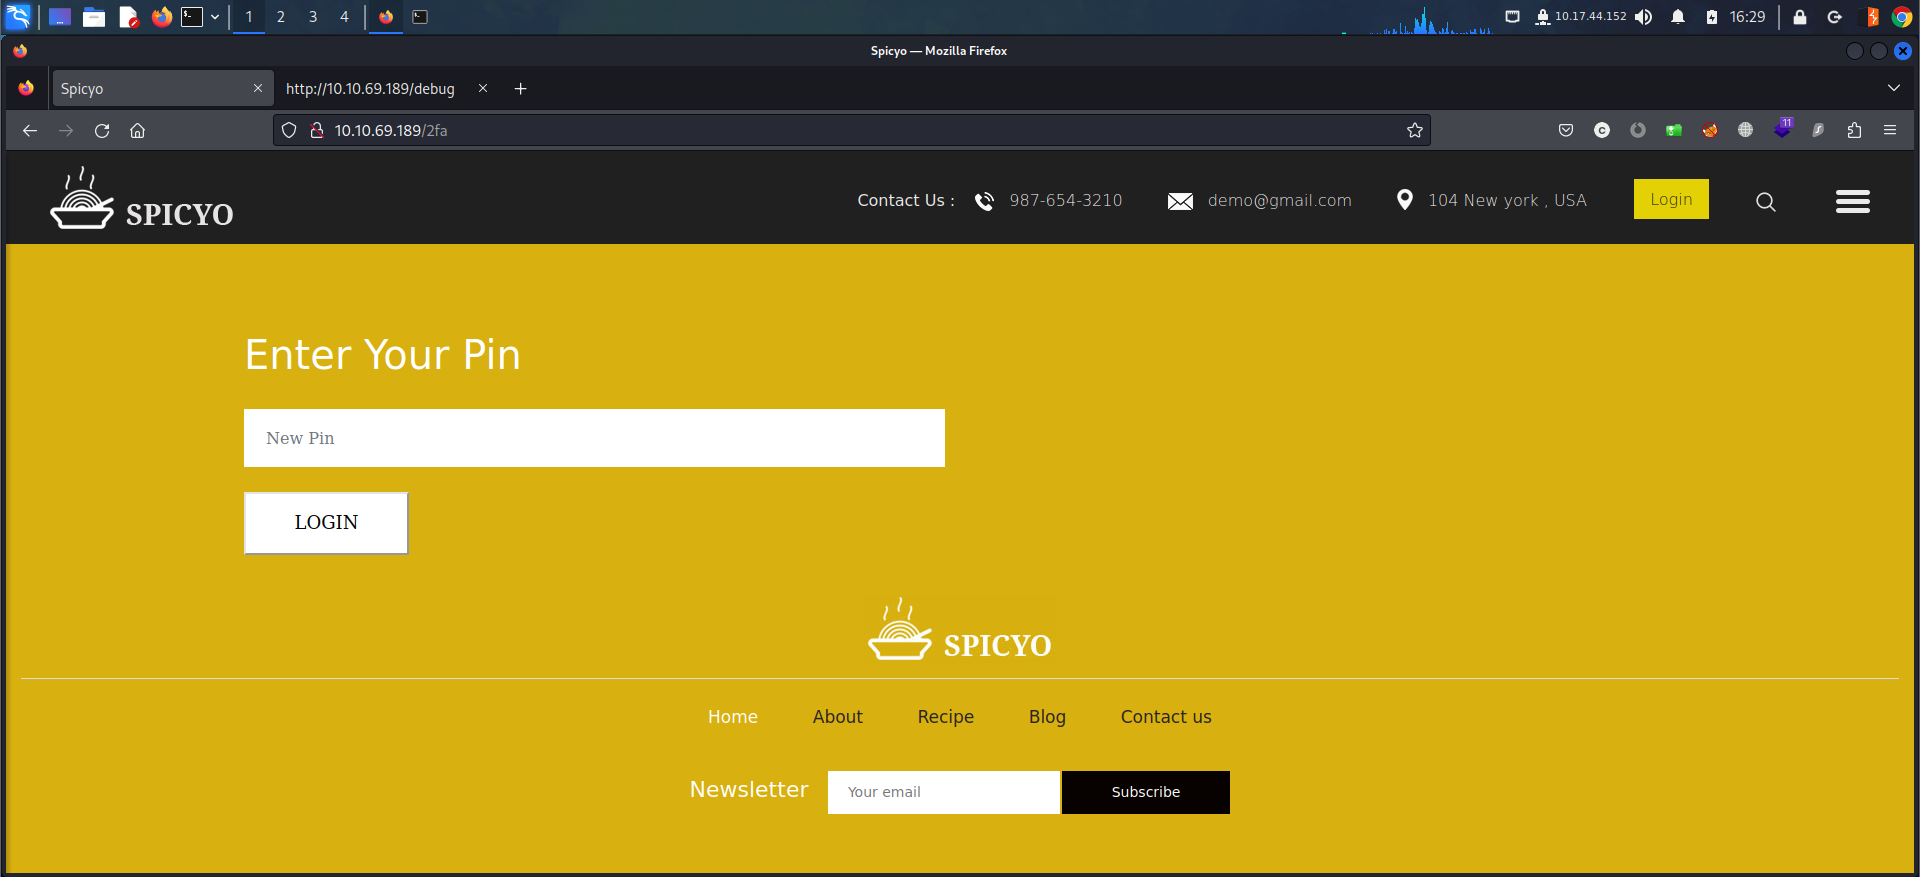 1 2 3 4 10.17.44.152 16:29
Spicyo — Mozilla Firefox
Spicyo http://10.10.69.189/debug
10.10.69.189/2fa 11
SPICYO Contact Us : 987-654-3210 demo@gmail.com 104 New york , USA Login
Enter Your Pin
New Pin
LOGIN
SPICYO
Home About Recipe Blog Contact us
Newsletter Your email Subscribe